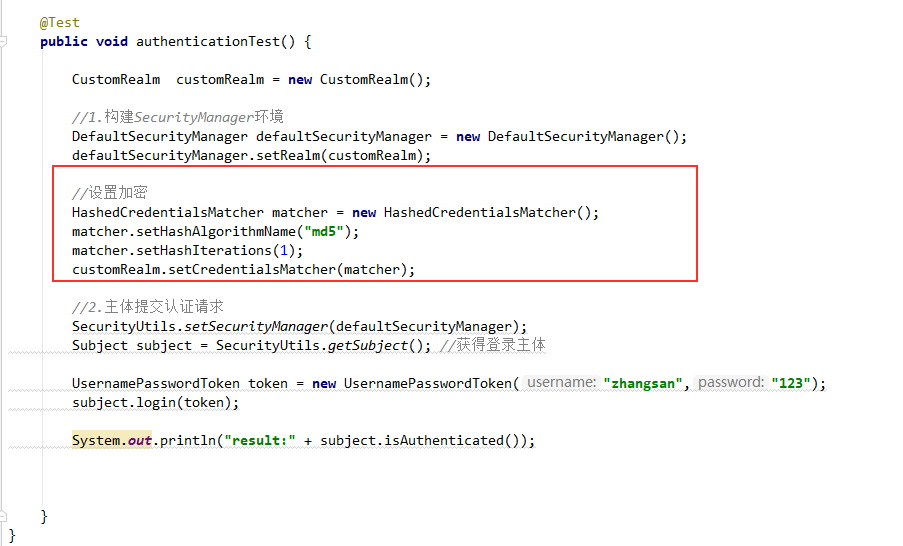 @Test
public void authenticationTest() {
CustomRealm  customRealm = new CustomRealm();
//1.构建SecurityManager环境
DefaultSecurityManager defaultSecurityManager = new DefaultSecurityManager();
defaultSecurityManager.setRealm(customRealm);
//设置加密
HashedCredentialsMatcher matcher = new HashedCredentialsMatcher();
matcher.setHashAlgorithmName("md5");
matcher.setHashIterations(1);
customRealm.setCredentialsMatcher(matcher);
//2.主体提交认证请求
SecurityUtils.setSecurityManager(defaultSecurityManager);
Subject subject = SecurityUtils.getSubject(); //获得登录主体
UsernamePasswordToken token = new UsernamePasswordToken( username: "zhangsan", password: "123");
subject.login(token);
System.out.println("result:" + subject.isAuthenticated());
}
}